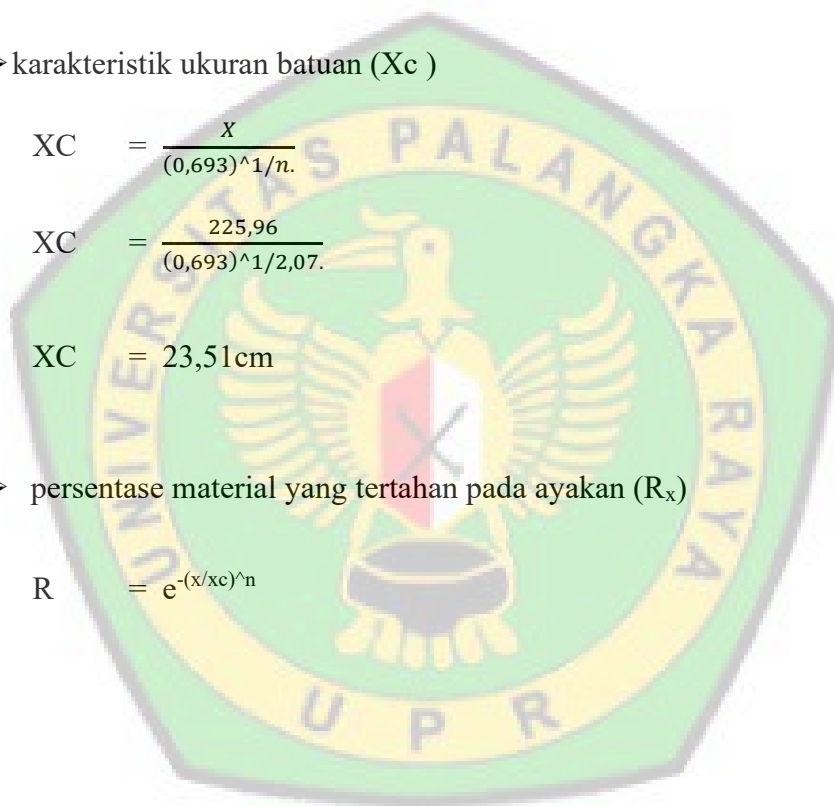 ➢karakteristik ukuran batuan (Xc )
XC = X / (0,693)^1/n.
XC = 225,96 / (0,693)^1/2,07.
XC = 23,51cm
➢ persentase material yang tertahan pada ayakan (Rₓ)
R = e^-(x/xc)^n
UNIVERSITAS PALANGKA RAYA
UPR